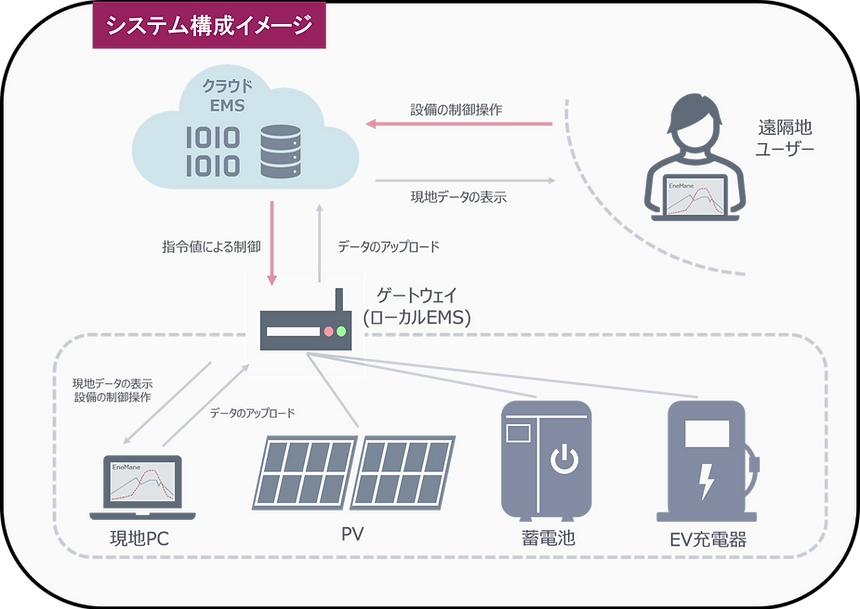 システム構成イメージ
クラウド
EMS
1010
1010
設備の制御操作
遠隔地
ユーザー
EneMane
現地データの表示
指令値による制御
データのアップロード
ゲートウェイ
(ローカルEMS)
現地データの表示
設備の制御操作
データのアップロード
EneMane
現地PC
PV
蓄電池
EV充電器